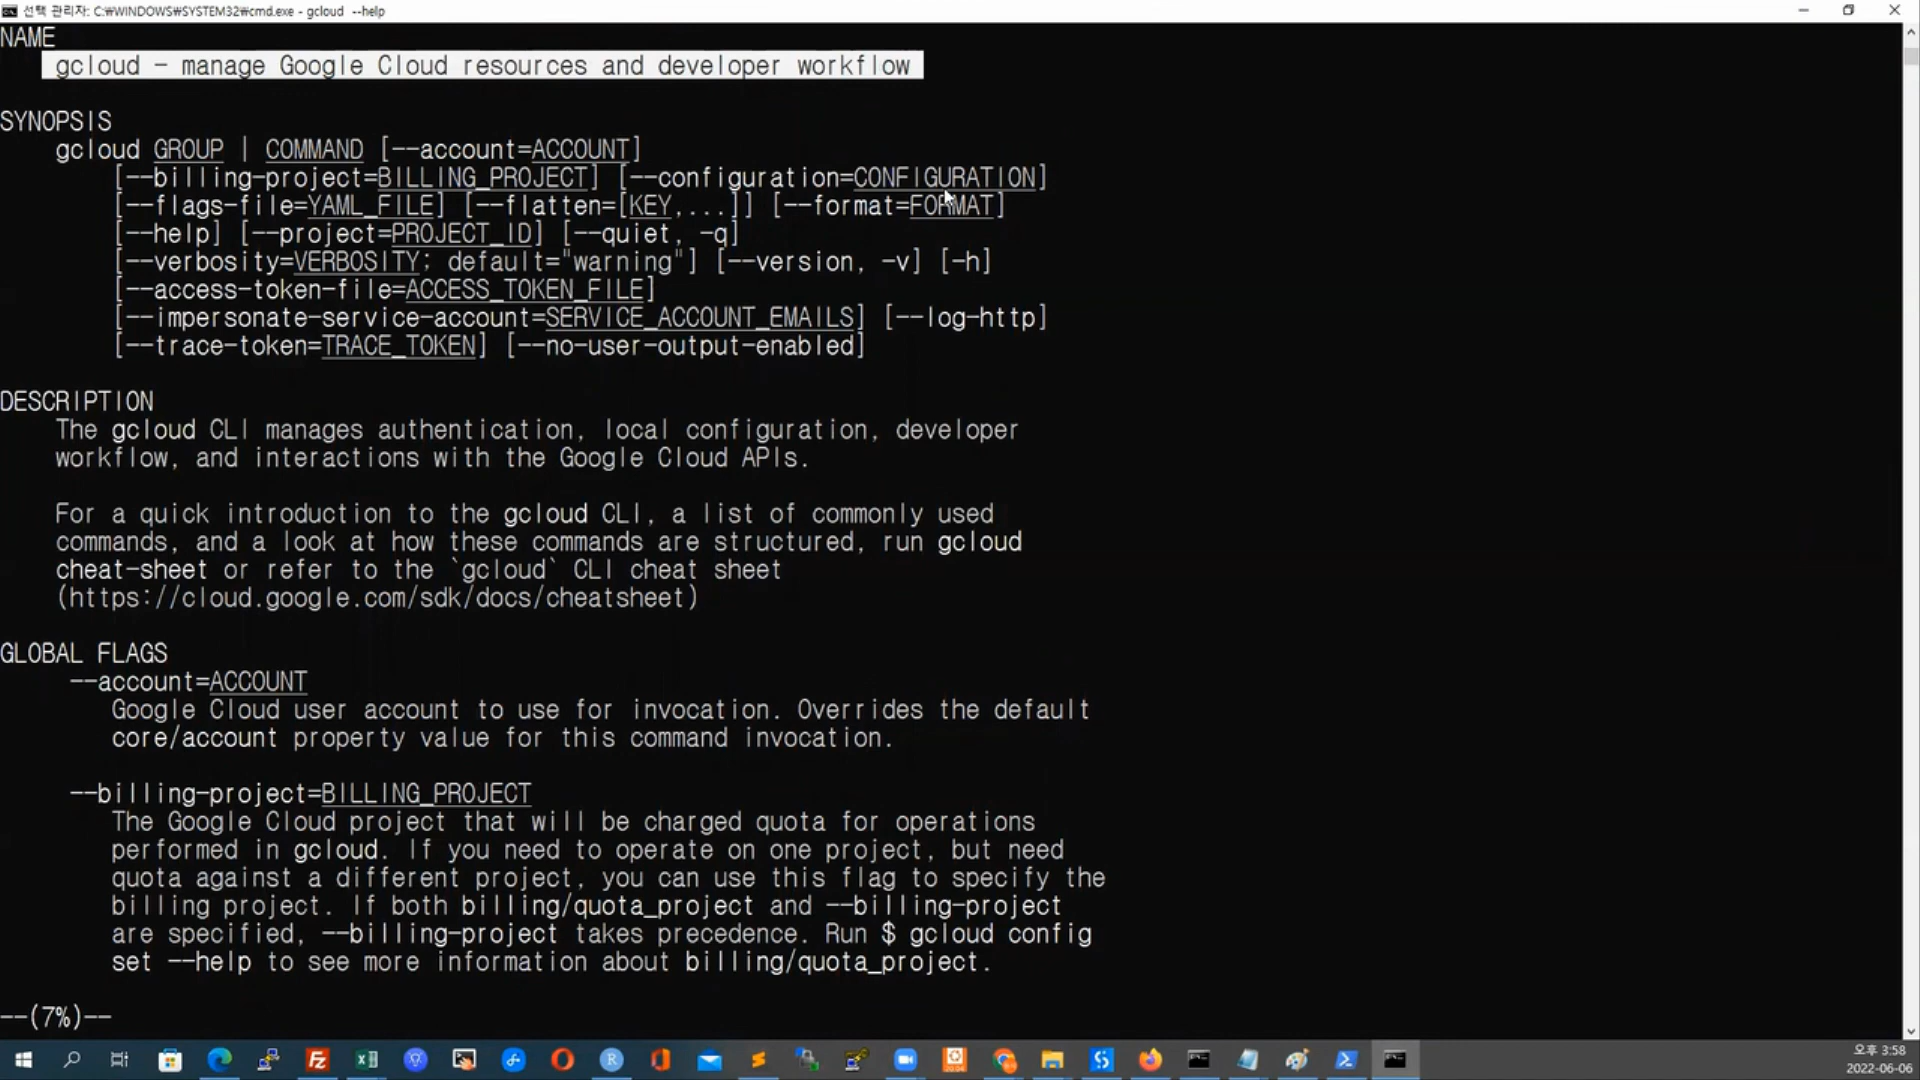 선택 관리자: C:\WINDOWS\SYSTEM32\cmd.exe - gcloud  --help
NAME
gcloud - manage Google Cloud resources and developer workflow
SYNOPSIS
gcloud GROUP | COMMAND [--account=ACCOUNT]
[--billing-project=BILLING_PROJECT] [--configuration=CONFIGURATION]
[--flags-file=YAML_FILE] [--flatten=[KEY,...]] [--format=FORMAT]
[--help] [--project=PROJECT_ID] [--quiet, -q]
[--verbosity=VERBOSITY; default="warning"] [--version, -v] [-h]
[--access-token-file=ACCESS_TOKEN_FILE]
[--impersonate-service-account=SERVICE_ACCOUNT_EMAILS] [--log-http]
[--trace-token=TRACE_TOKEN] [--no-user-output-enabled]
DESCRIPTION
The gcloud CLI manages authentication, local configuration, developer
workflow, and interactions with the Google Cloud APIs.
For a quick introduction to the gcloud CLI, a list of commonly used
commands, and a look at how these commands are structured, run gcloud
cheat-sheet or refer to the `gcloud` CLI cheat sheet
(https://cloud.google.com/sdk/docs/cheatsheet)
GLOBAL FLAGS
--account=ACCOUNT
Google Cloud user account to use for invocation. Overrides the default
core/account property value for this command invocation.
--billing-project=BILLING_PROJECT
The Google Cloud project that will be charged quota for operations
performed in gcloud. If you need to operate on one project, but need
quota against a different project, you can use this flag to specify the
billing project. If both billing/quota_project and --billing-project
are specified, --billing-project takes precedence. Run $ gcloud config
set --help to see more information about billing/quota_project.
--(7%)--
20.04
오후 3:58
2022-06-06